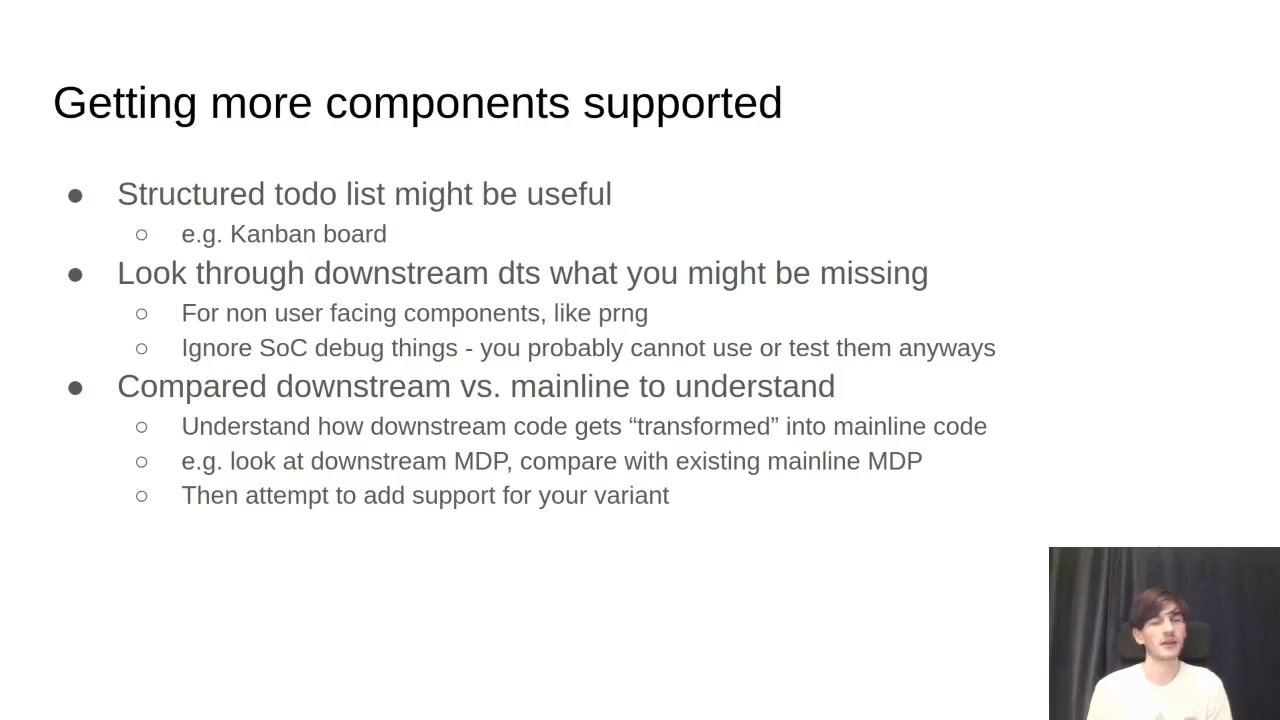 Getting more components supported
● Structured todo list might be useful
○ e.g. Kanban board
● Look through downstream dts what you might be missing
○ For non user facing components, like prng
○ Ignore SoC debug things - you probably cannot use or test them anyways
● Compared downstream vs. mainline to understand
○ Understand how downstream code gets “transformed” into mainline code
○ e.g. look at downstream MDP, compare with existing mainline MDP
○ Then attempt to add support for your variant